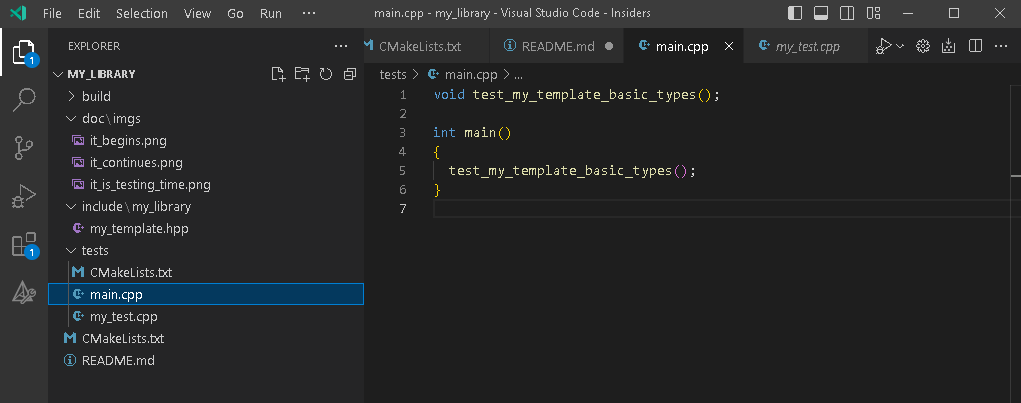 File Edit Selection View Go Run ··· main.cpp - my_library - Visual Studio Code - Insiders
EXPLORER ···
MY_LIBRARY
build
doc\imgs
it_begins.png
it_continues.png
it_is_testing_time.png
include\my_library
my_template.hpp
tests
CMakeLists.txt
main.cpp
my_test.cpp
CMakeLists.txt
README.md
1
1
CMakeLists.txt README.md main.cpp my_test.cpp
tests > main.cpp > ...
1 void test_my_template_basic_types();
2
3 int main()
4 {
5 test_my_template_basic_types();
6 }
7